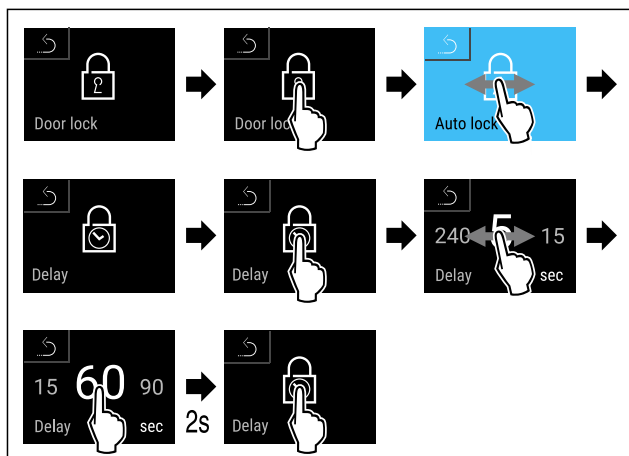 Door lock
Door loc
Auto lock
Delay
Delay
240 5 15
Delay sec
15 60 90
Delay sec
2s
Delay